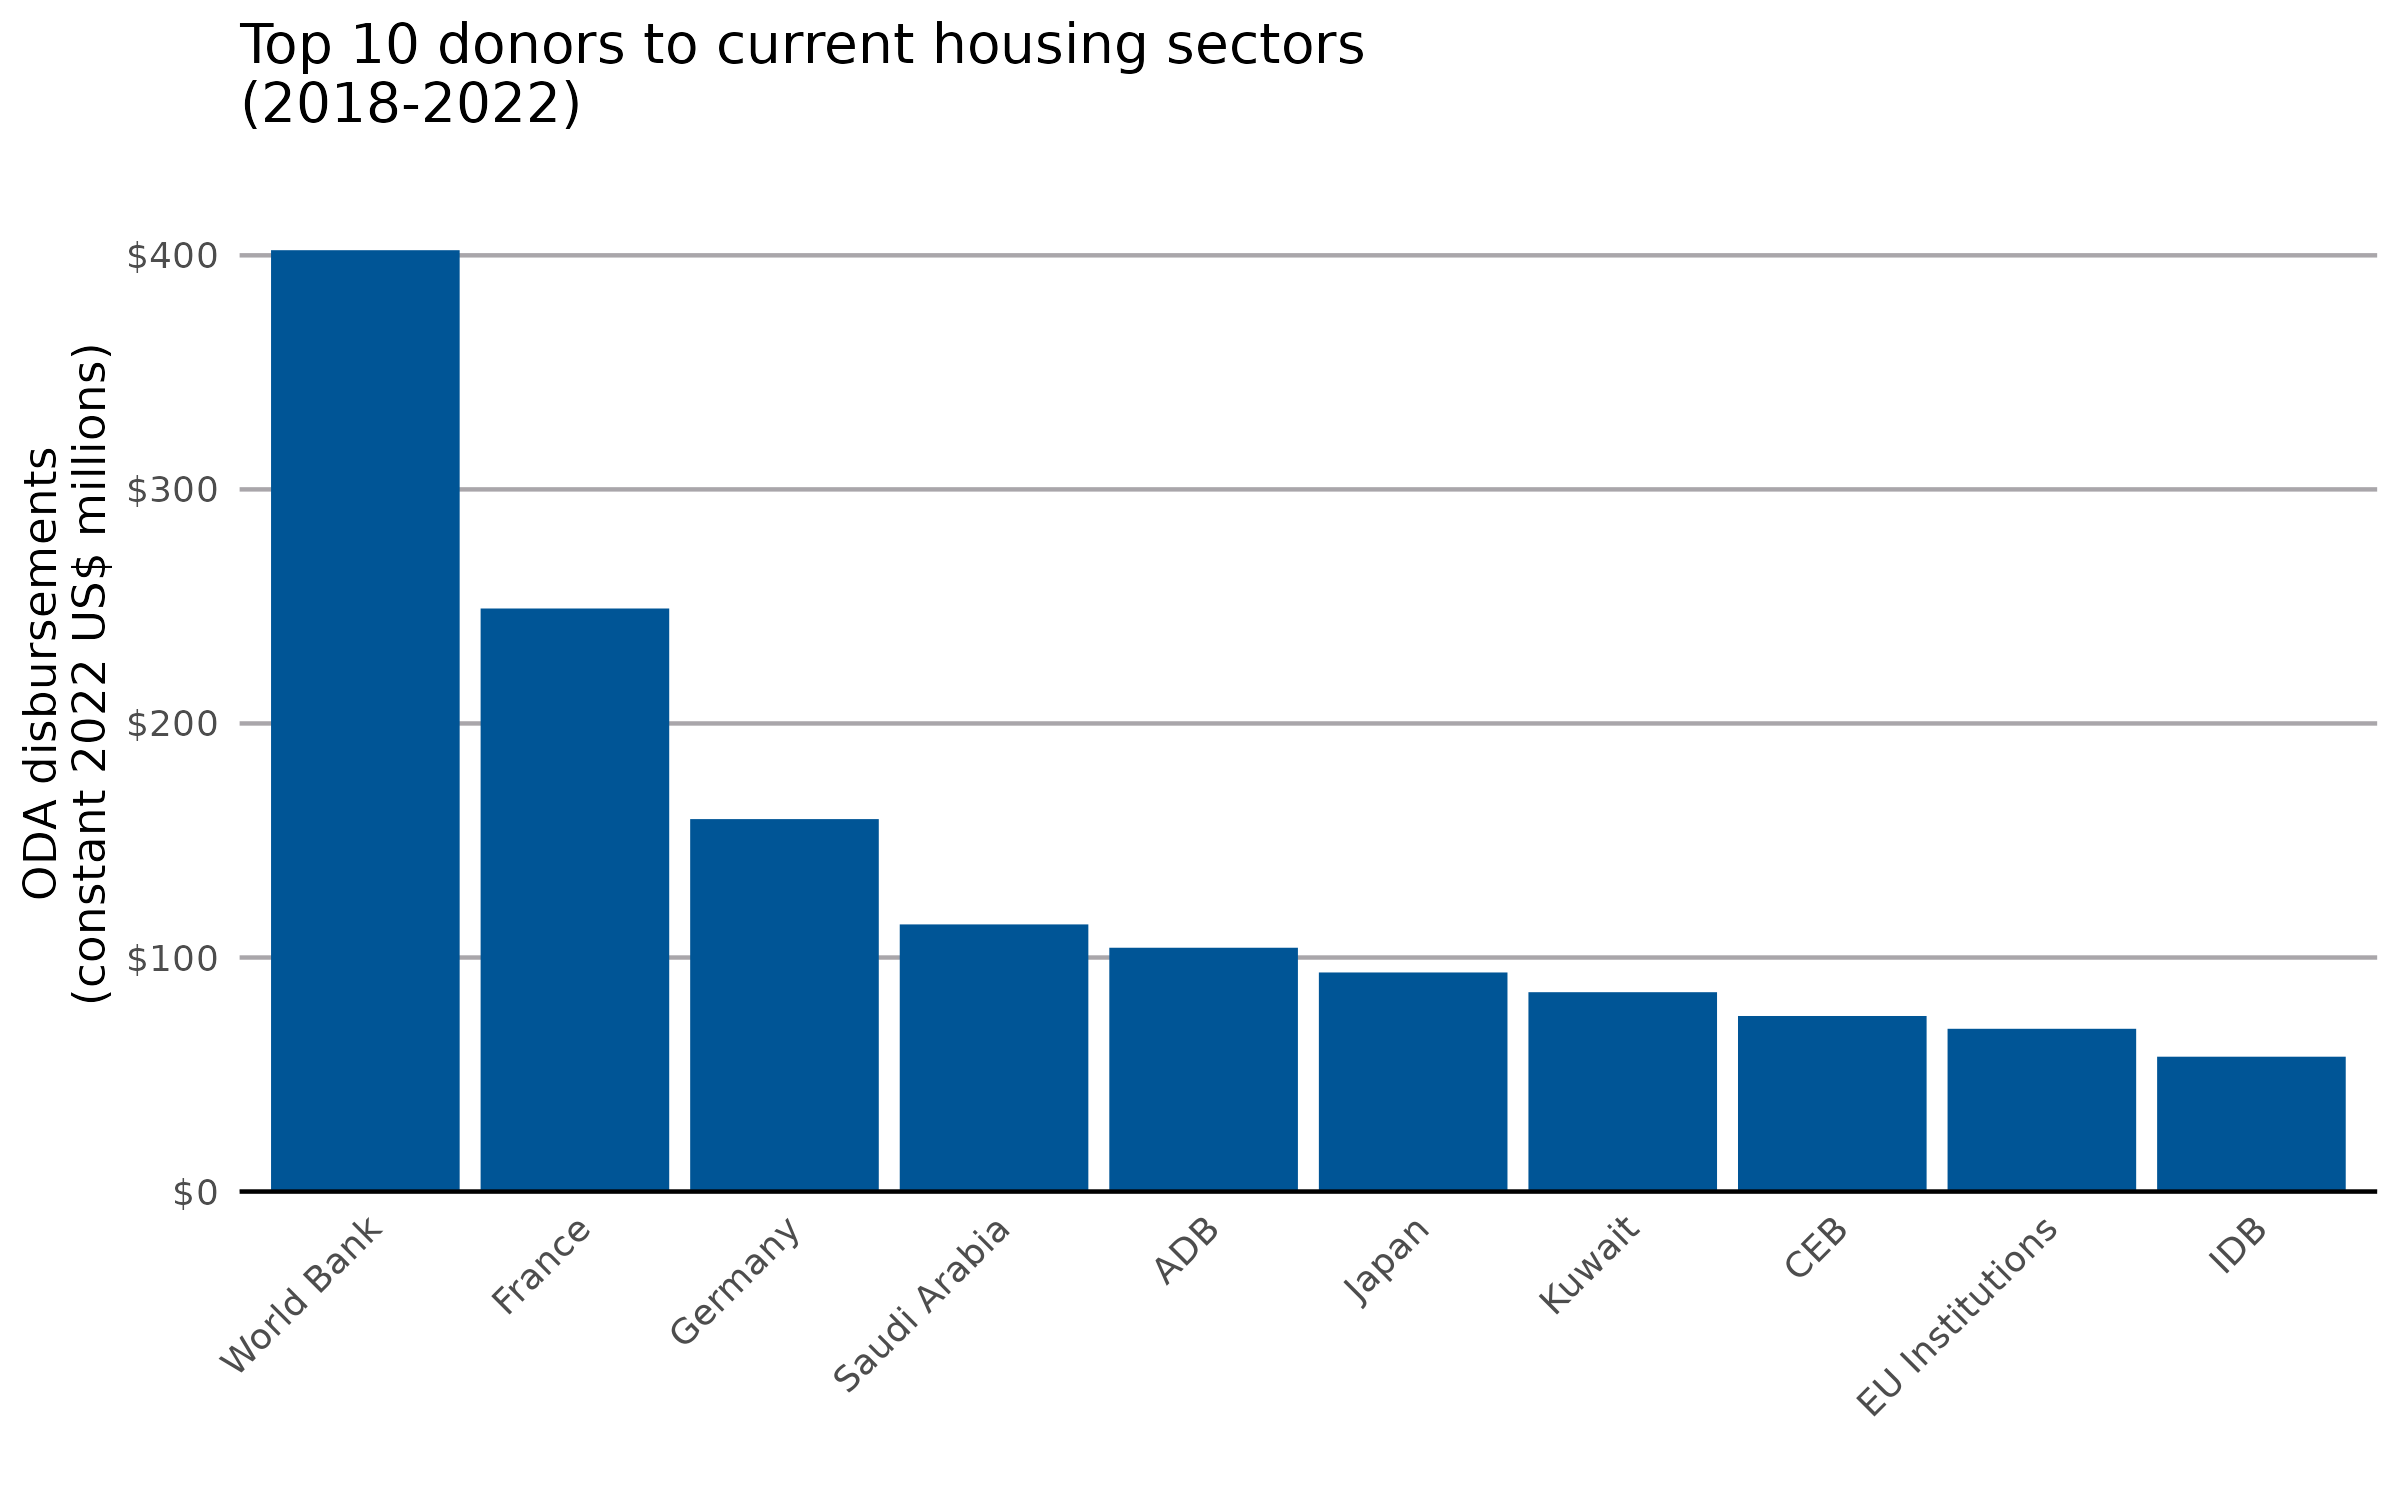 Top 10 donors to current housing sectors
(2018-2022)
ODA disbursements
(constant 2022 US$ millions)
$400
$300
$200
$100
$0
World Bank
France
Germany
Saudi Arabia
ADB
Japan
Kuwait
CEB
EU Institutions
IDB